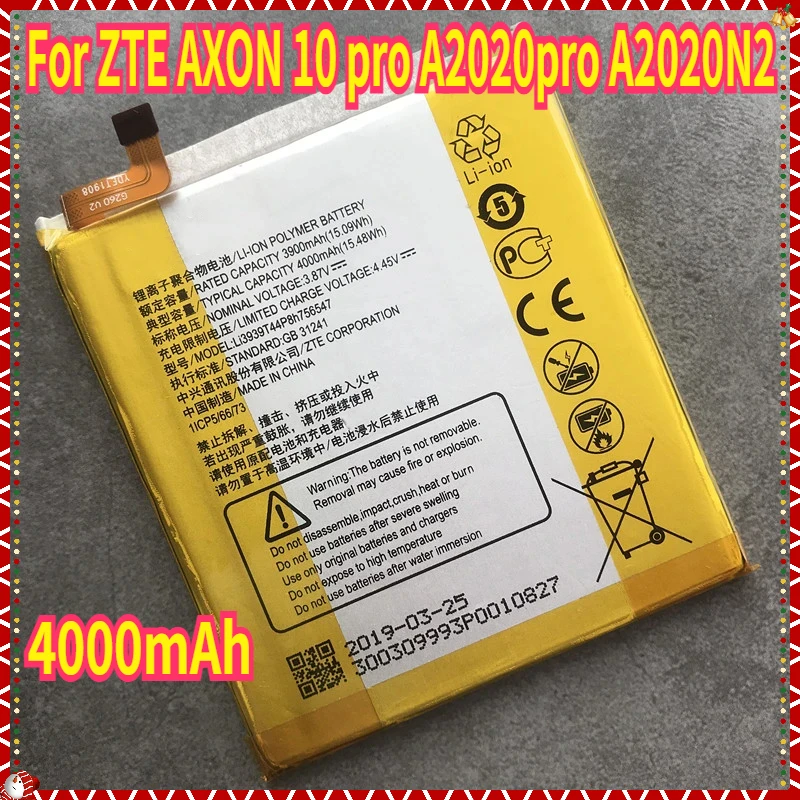 For ZTE AXON 10 pro A2020pro A2020N2
G260 V2
YDET1908
Li-ion
5
锂离子聚合物电池/LI-ION POLYMER BATTERY
额定容量/RATED CAPACITY 3900mAh(15.09Wh)
典型容量/TYPICAL CAPACITY 4000mAh(15.48Wh)
标称电压/NOMINAL VOLTAGE:3.87V
充电限制电压/LIMITED CHARGE VOLTAGE:4.45V
型号/MODEL:Li3939T44P8h756547
执行标准/STANDARD:GB 31241
中兴通讯股份有限公司/ZTE CORPORATION
中国制造/MADE IN CHINA
1ICP5/66/73
禁止拆解、撞击、挤压或投入火中
若出现严重鼓胀、请勿继续使用
请使用原配电池和充电器
请勿置于高温环境中/电池浸水后禁止使用
Warning:The battery is not removable.
Removal may cause fire or explosion.
Do not disassemble,impact,crush,heat or burn
Do not use batteries after severe swelling
Use only original batteries and chargers
Do not expose to high temperature
Do not use batteries after water immersion
2019-03-25
300309993P0010827
4000mAh